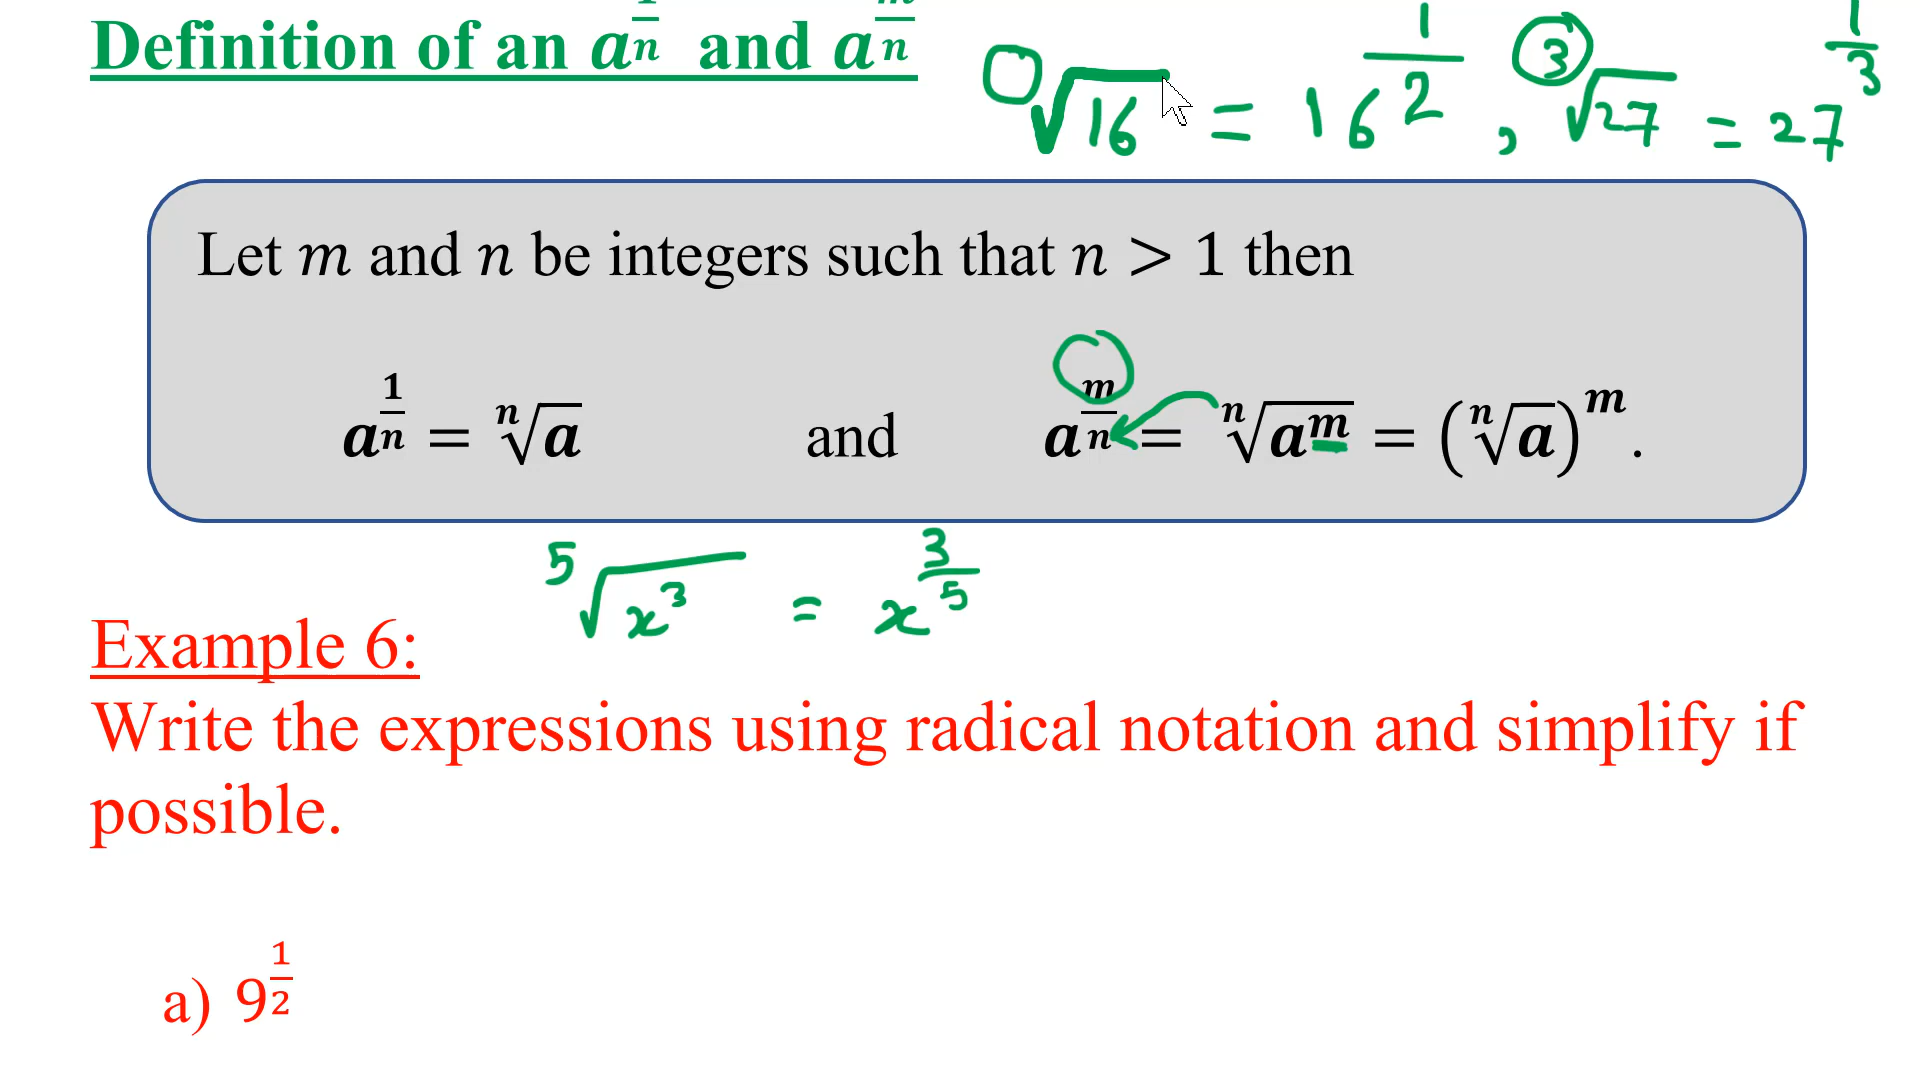 Definition of an a^{1/n} and a^{m/n}
√16 = 16^{1/2} , ∛27 = 27^{1/3}
Let m and n be integers such that n > 1 then
a^{1/n} = ⁿ√a and a^{m/n} = ⁿ√(a^m) = (ⁿ√a)^m.
⁵√(x³) = x^{3/5}
Example 6:
Write the expressions using radical notation and simplify if
possible.
a) 9^{1/2}